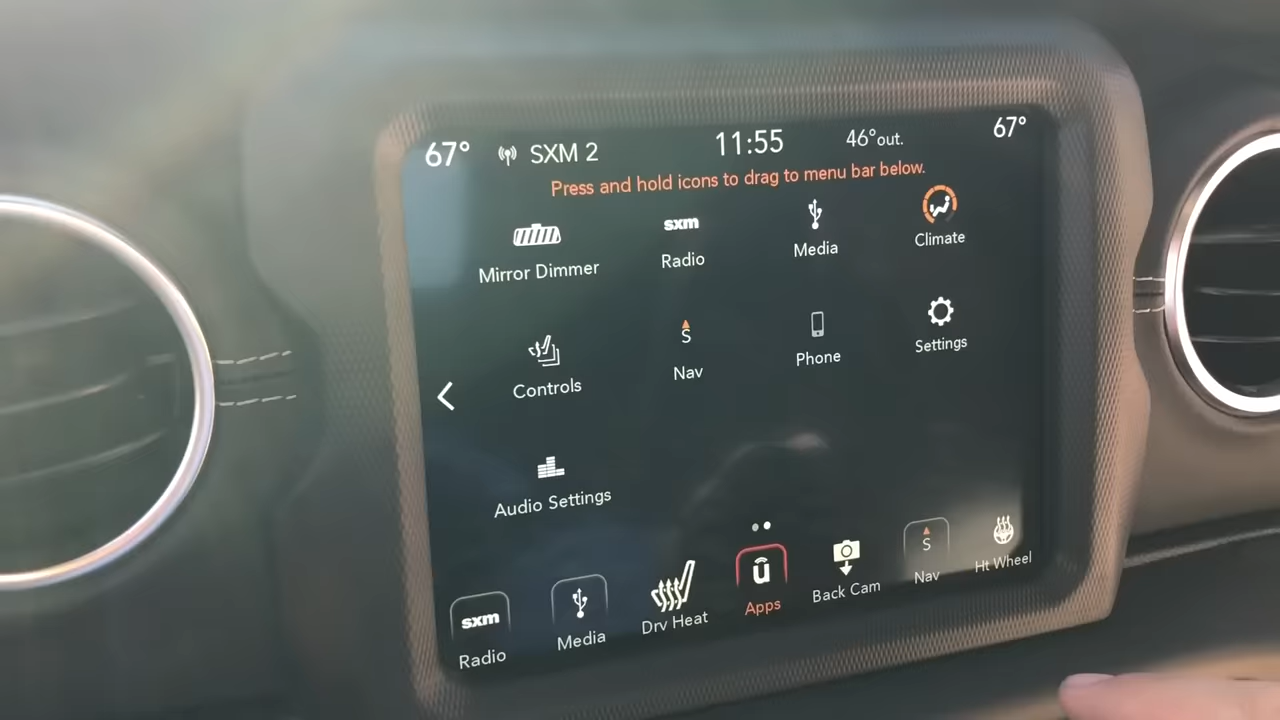 67° SXM 2 11:55 46°out. 67°
Press and hold icons to drag to menu bar below.
sxm
Mirror Dimmer Radio Media Climate
S
Controls Nav Phone Settings
Audio Settings
sxm û S
Radio Media Drv Heat Apps Back Cam Nav Ht Wheel